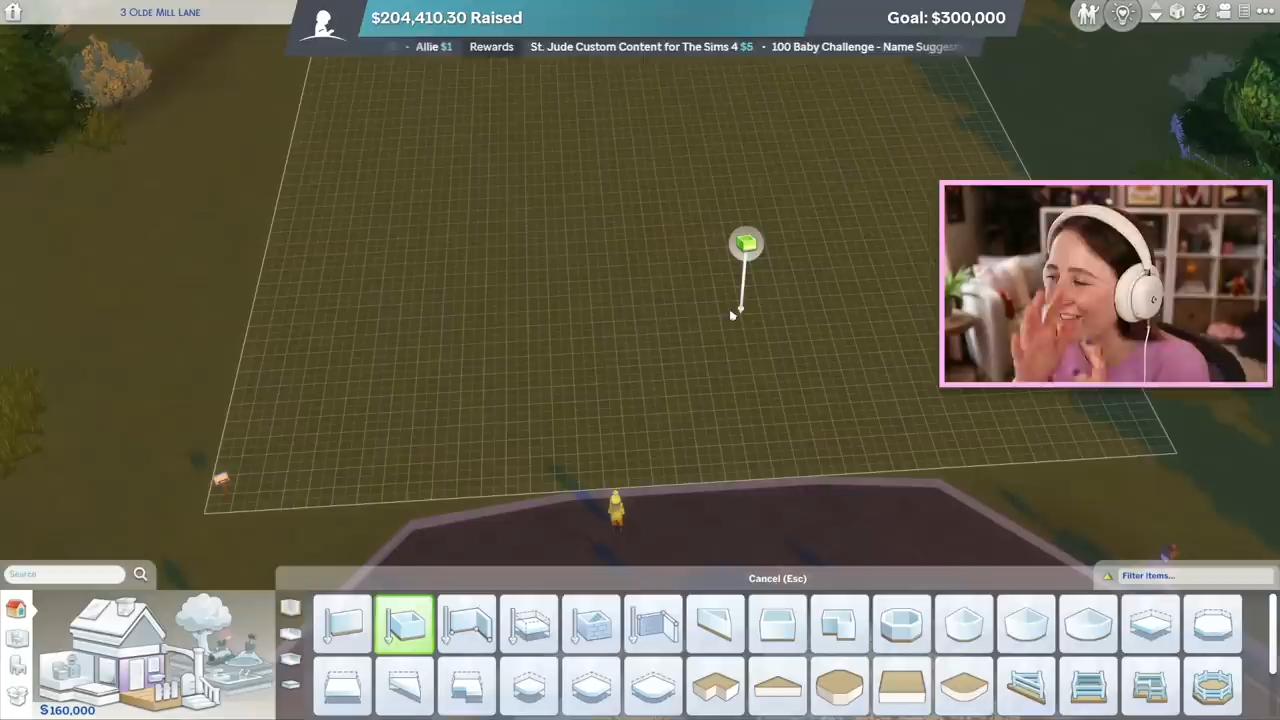 3 OLDE MILL LANE
$204,410.30 Raised
Goal: $300,000
· Allie $1 Rewards St. Jude Custom Content for The Sims 4 $5 · 100 Baby Challenge - Name Sugges
Cancel (Esc)
Search
Filter Items...
§160,000